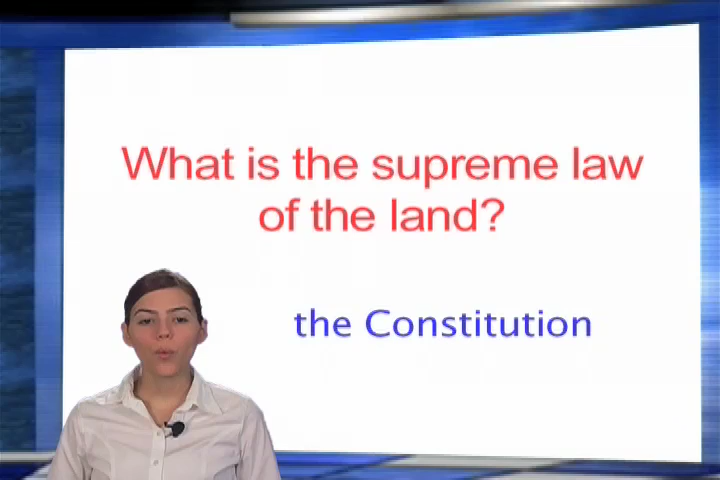 What is the supreme law
of the land?
the Constitution